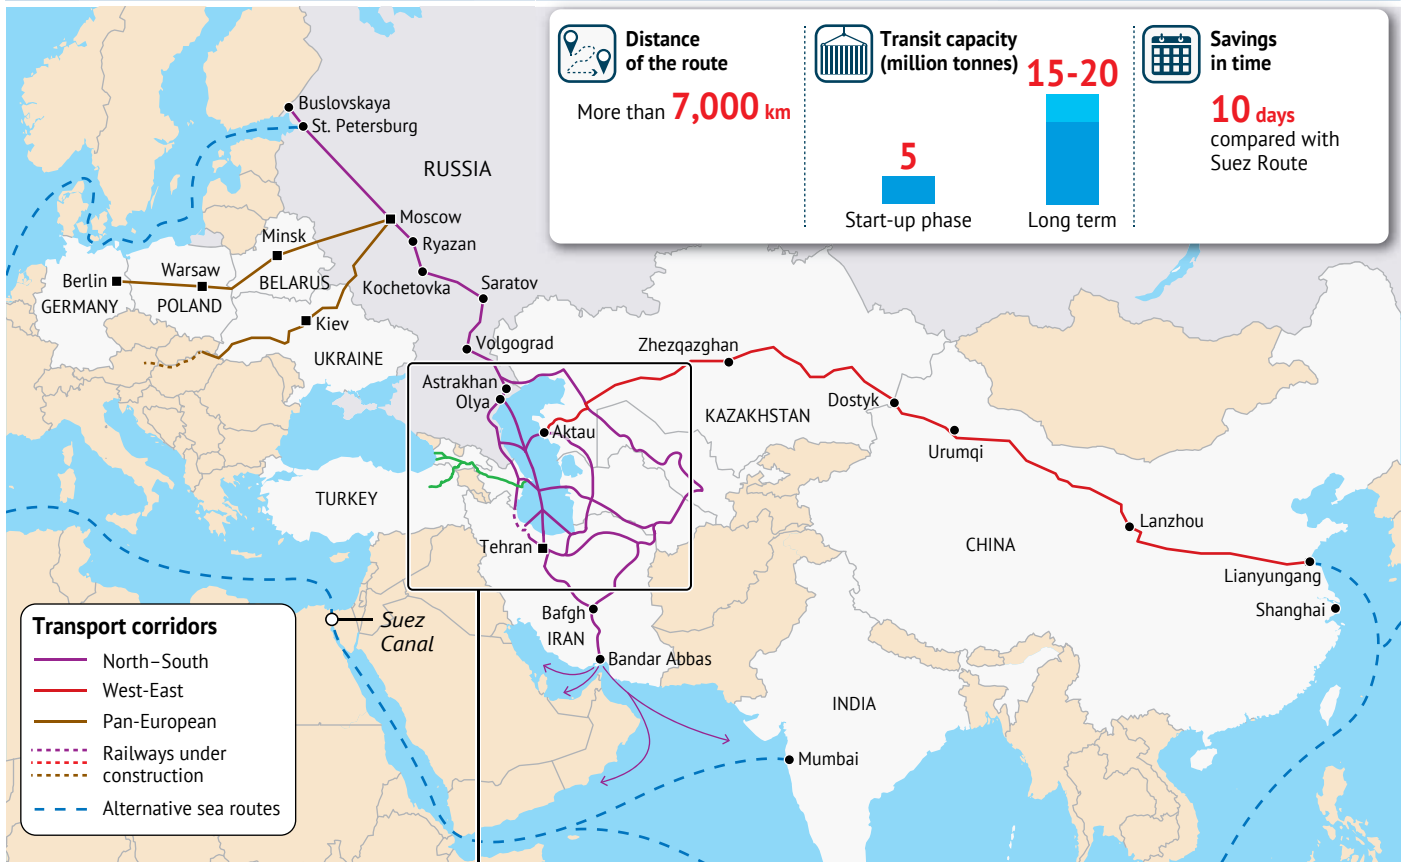 Distance
of the route
More than 7,000 km
Transit capacity
(million tonnes)
15-20
5
Start-up phase
Long term
Savings
in time
10 days
compared with
Suez Route
Buslovskaya
St. Petersburg
RUSSIA
Moscow
Ryazan
Minsk
Kochetovka
Saratov
Berlin
Warsaw
BELARUS
GERMANY
POLAND
Kiev
UKRAINE
Volgograd
Zhezqazghan
Astrakhan
Olya
Dostyk
KAZAKHSTAN
Aktau
Urumqi
TURKEY
Lanzhou
Tehran
CHINA
Lianyungang
Shanghai
Bafgh
IRAN
Suez
Canal
Bandar Abbas
INDIA
Mumbai
Transport corridors
North–South
West-East
Pan-European
Railways under
construction
Alternative sea routes